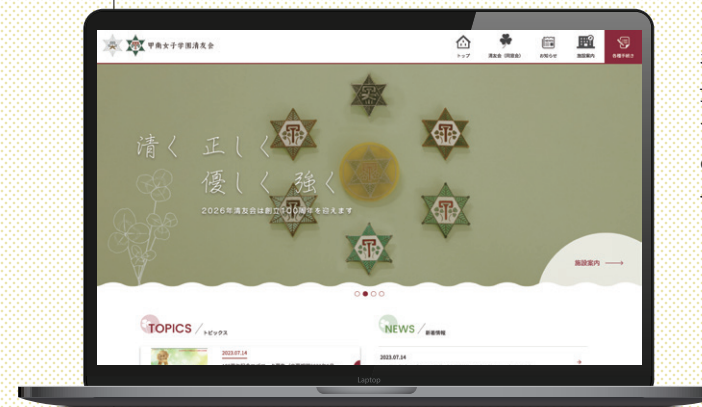 甲南女子学園清友会
トップ
清友会（同窓会）
お知らせ
施設案内
各種手続き
清く 正しく
優しく 強く
2026年清友会は創立100周年を迎えます
施設案内
TOPICS / トピックス
NEWS / 新着情報
2023.07.14
2023.07.14
Laptop